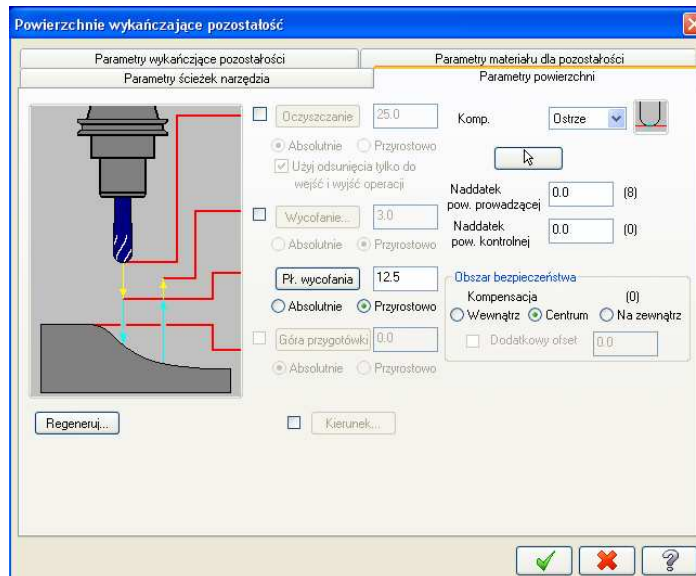 Powierzchnie wykańczające pozostałość
Parametry wykańczjące pozostałości
Parametry materiału dla pozostałości
Parametry ścieżek narzędzia
Parametry powierzchni
Oczyszczanie 25.0
Absolutnie Przyrostowo
Użyj odsunięcia tylko do
wejść i wyjść operacji
Wycofanie... 3.0
Absolutnie Przyrostowo
Pł. wycofania 12.5
Absolutnie Przyrostowo
Góra przygotówki 0.0
Absolutnie Przyrostowo
Regeneruj...
Kierunek...
Komp. Ostrze
Naddatek
pow. prowadzącej 0.0 (8)
Naddatek
pow. kontrolnej 0.0 (0)
Obszar bezpieczeństwa
Kompensacja (0)
Wewnątrz Centrum Na zewnątrz
Dodatkowy ofset 0.0